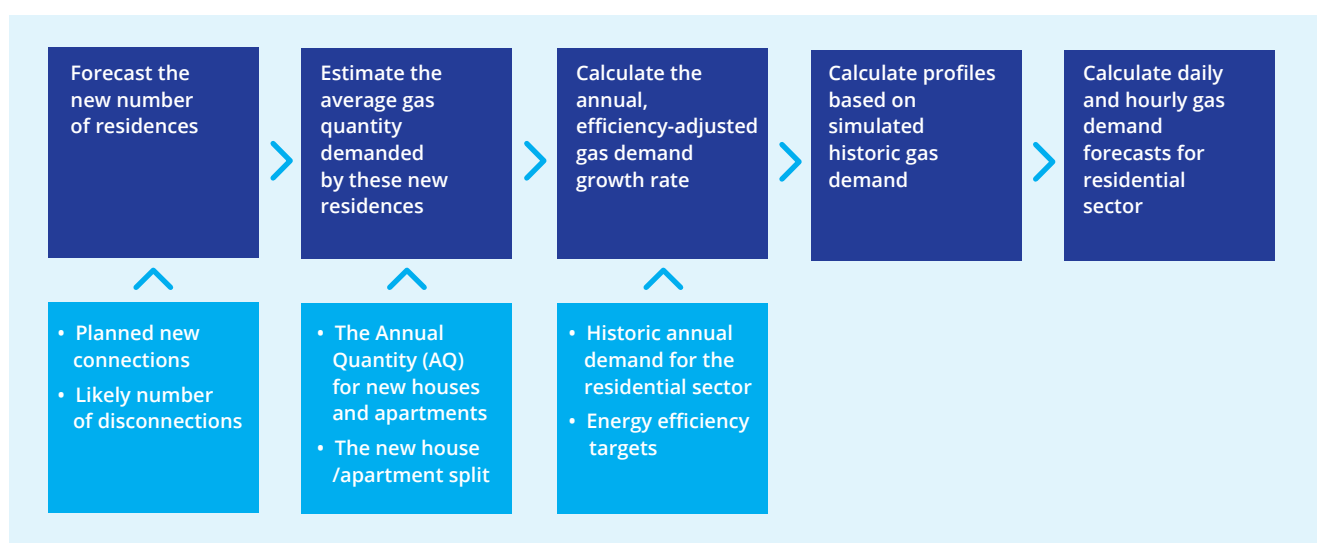 Forecast the
new number
of residences
Estimate the
average gas
quantity
demanded
by these new
residences
Calculate the
annual,
efficiency-adjusted
gas demand
growth rate
Calculate profiles
based on
simulated
historic gas
demand
Calculate daily
and hourly gas
demand
forecasts for
residential
sector
• Planned new
connections
• Likely number
of disconnections
• The Annual
Quantity (AQ)
for new houses
and apartments
• The new house
/apartment split
• Historic annual
demand for the
residential sector
• Energy efficiency
targets